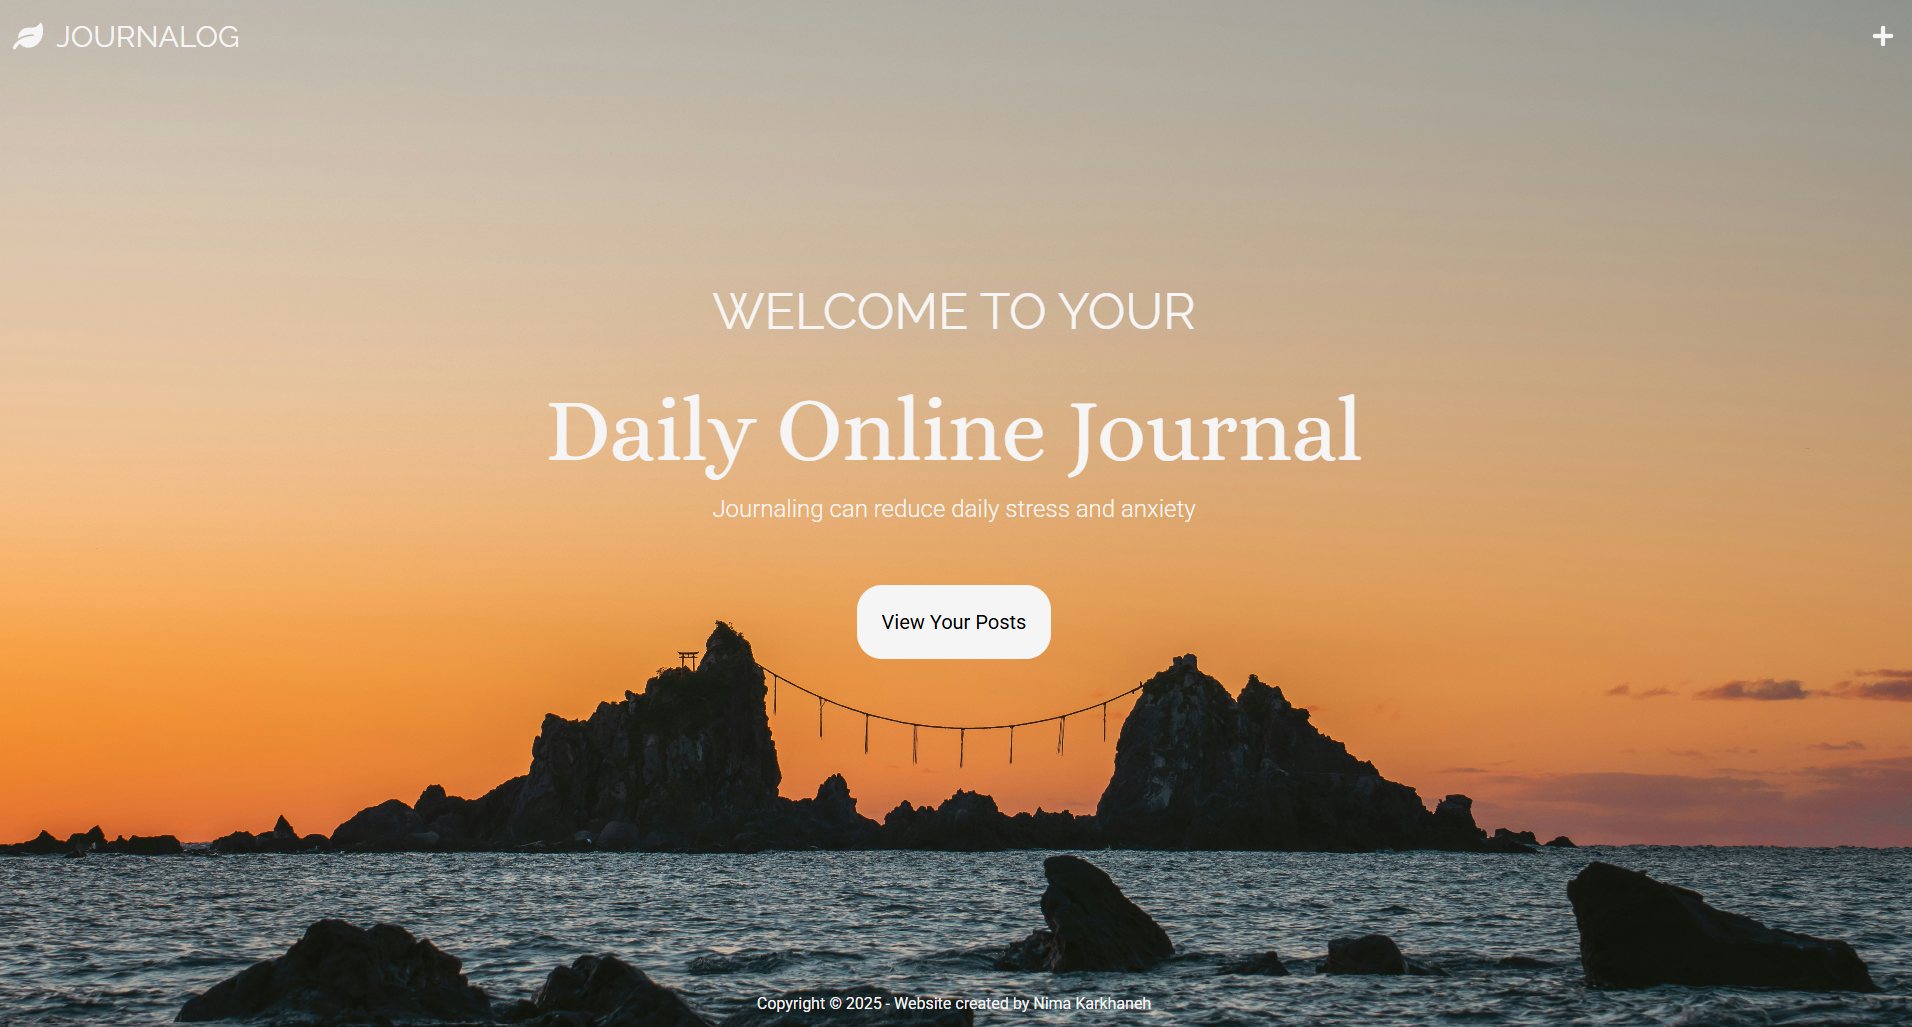 JOURNALOG
WELCOME TO YOUR
Daily Online Journal
Journaling can reduce daily stress and anxiety
View Your Posts
Copyright © 2025 - Website created by Nima Karkhaneh